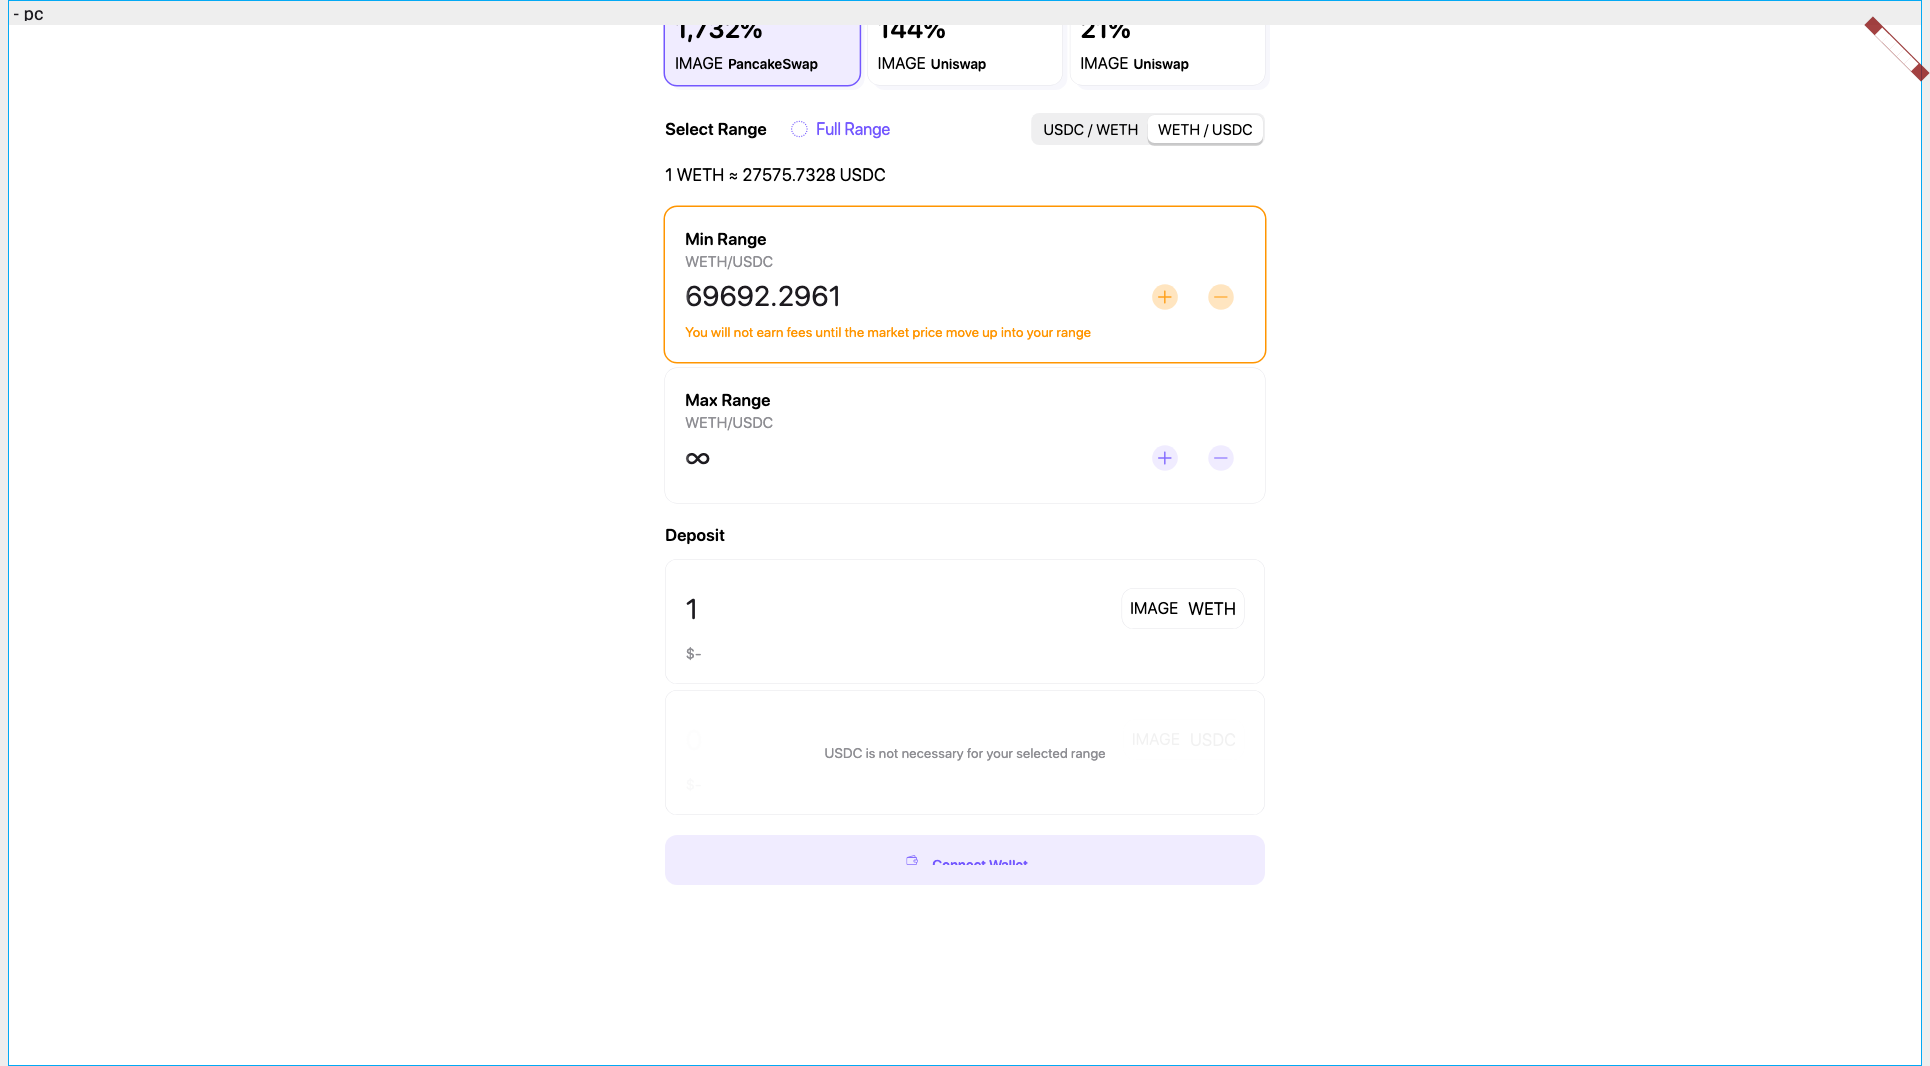 - pc
1,732% 144% 21%
IMAGE PancakeSwap IMAGE Uniswap IMAGE Uniswap
Select Range Full Range USDC / WETH WETH / USDC
1 WETH ≈ 27575.7328 USDC
Min Range
WETH/USDC
69692.2961
You will not earn fees until the market price move up into your range
Max Range
WETH/USDC
∞
Deposit
1 IMAGE WETH
$-
0 IMAGE USDC
USDC is not necessary for your selected range
$-
Connect Wallet